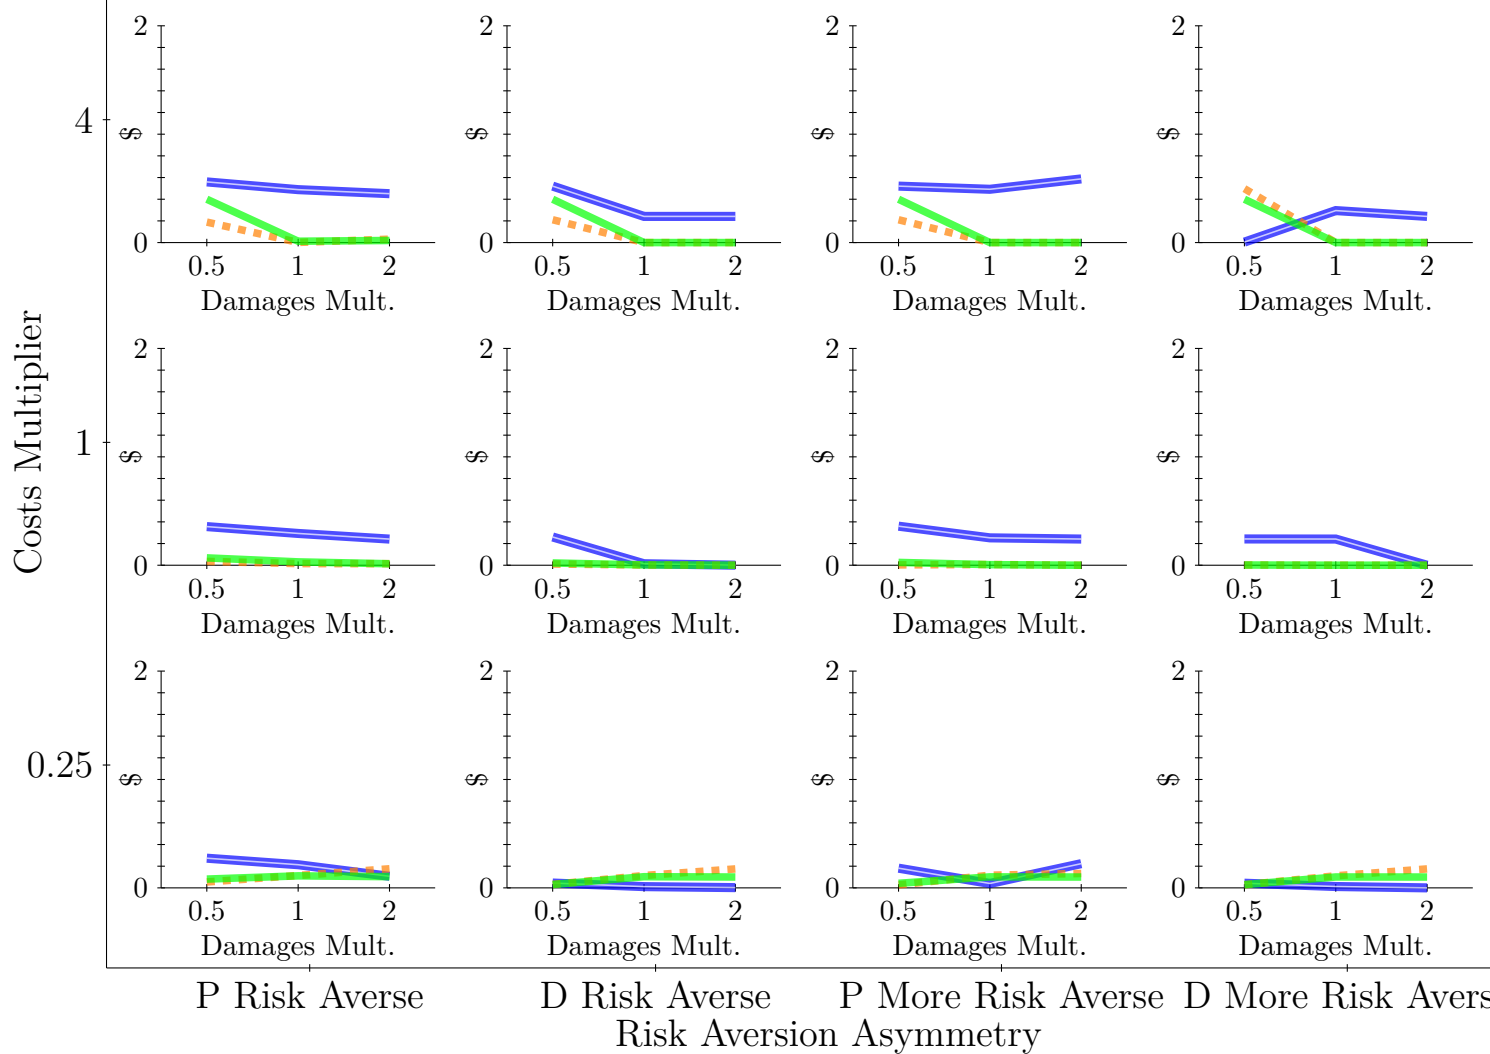 2 2 2 2
4 $ $ $ $
0 0 0 0
0.5 1 2 0.5 1 2 0.5 1 2 0.5 1 2
Damages Mult. Damages Mult. Damages Mult. Damages Mult.
Costs Multiplier
2 2 2 2
1 $ $ $ $
0 0 0 0
0.5 1 2 0.5 1 2 0.5 1 2 0.5 1 2
Damages Mult. Damages Mult. Damages Mult. Damages Mult.
2 2 2 2
0.25 $ $ $ $
0 0 0 0
0.5 1 2 0.5 1 2 0.5 1 2 0.5 1 2
Damages Mult. Damages Mult. Damages Mult. Damages Mult.
P Risk Averse D Risk Averse P More Risk Averse D More Risk Avers
Risk Aversion Asymmetry